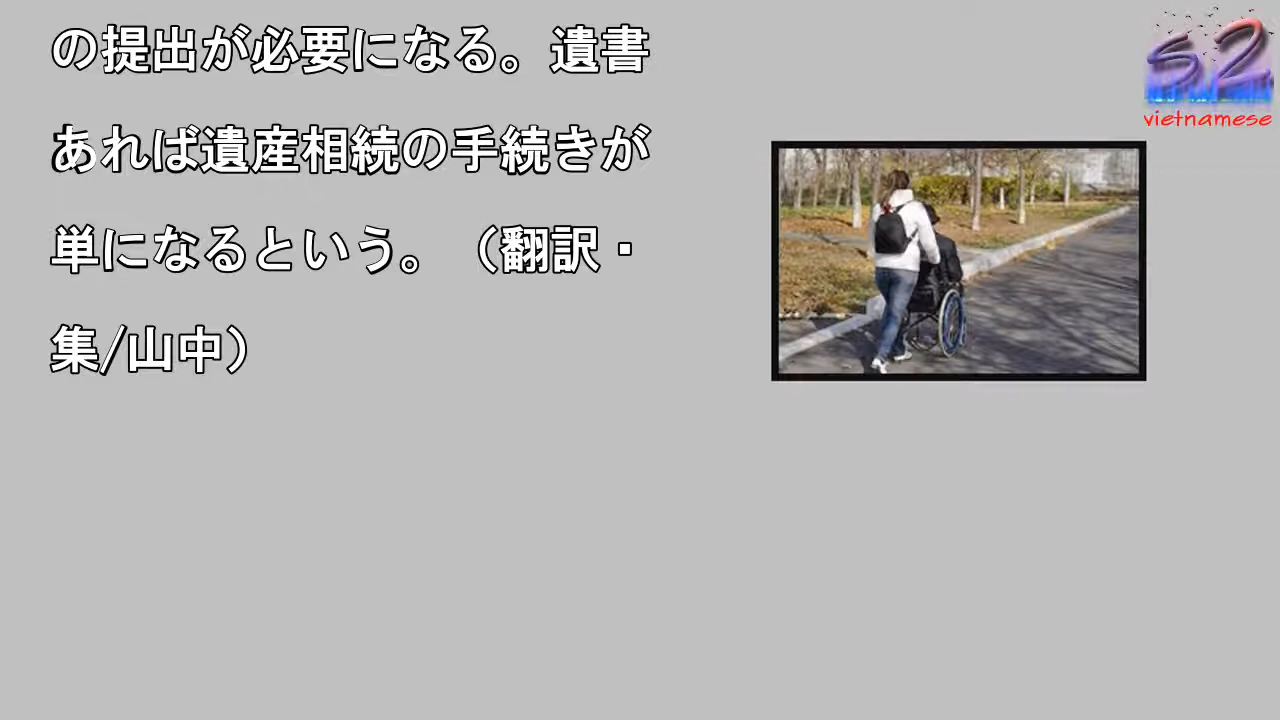 の提出が必要になる。遺書
あれば遺産相続の手続きが
単になるという。（翻訳・
集/山中）
s2
vietnamese